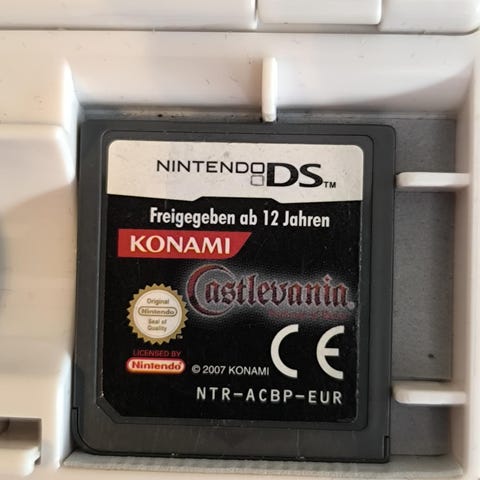 NINTENDO DS TM
Freigegeben ab 12 Jahren
KONAMI
Castlevania
Original
Nintendo
Seal of
Quality
LICENSED BY
Nintendo
© 2007 KONAMI
CE
NTR-ACBP-EUR